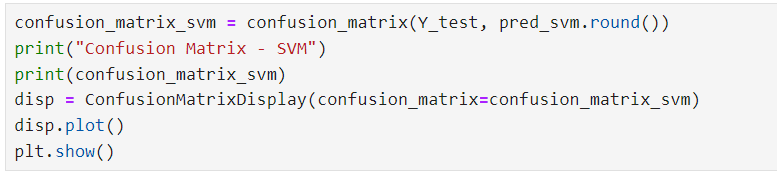 confusion_matrix_svm = confusion_matrix(Y_test, pred_svm.round())
print("Confusion Matrix - SVM")
print(confusion_matrix_svm)
disp = ConfusionMatrixDisplay(confusion_matrix=confusion_matrix_svm)
disp.plot()
plt.show()